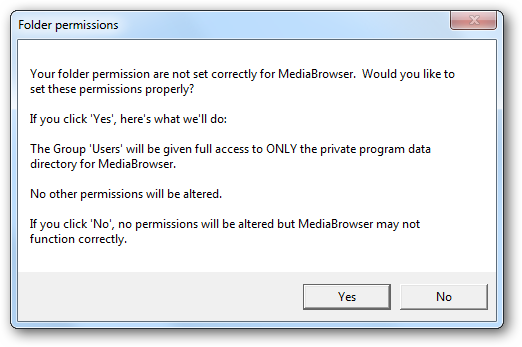 Folder permissions
Your folder permission are not set correctly for MediaBrowser.  Would you like to
set these permissions properly?
If you click 'Yes', here's what we'll do:
The Group 'Users' will be given full access to ONLY the private program data
directory for MediaBrowser.
No other permissions will be altered.
If you click 'No', no permissions will be altered but MediaBrowser may not
function correctly.
Yes
No